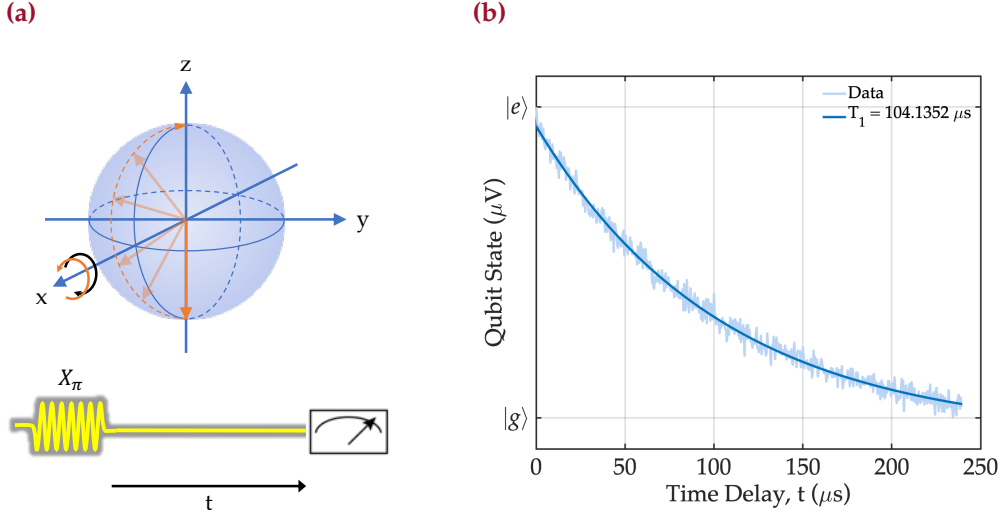 (a)
z
y
x
X_π
t
(b)
Qubit State (μV)
|e⟩
|g⟩
Data
T_1 = 104.1352 μs
0 50 100 150 200 250
Time Delay, t (μs)